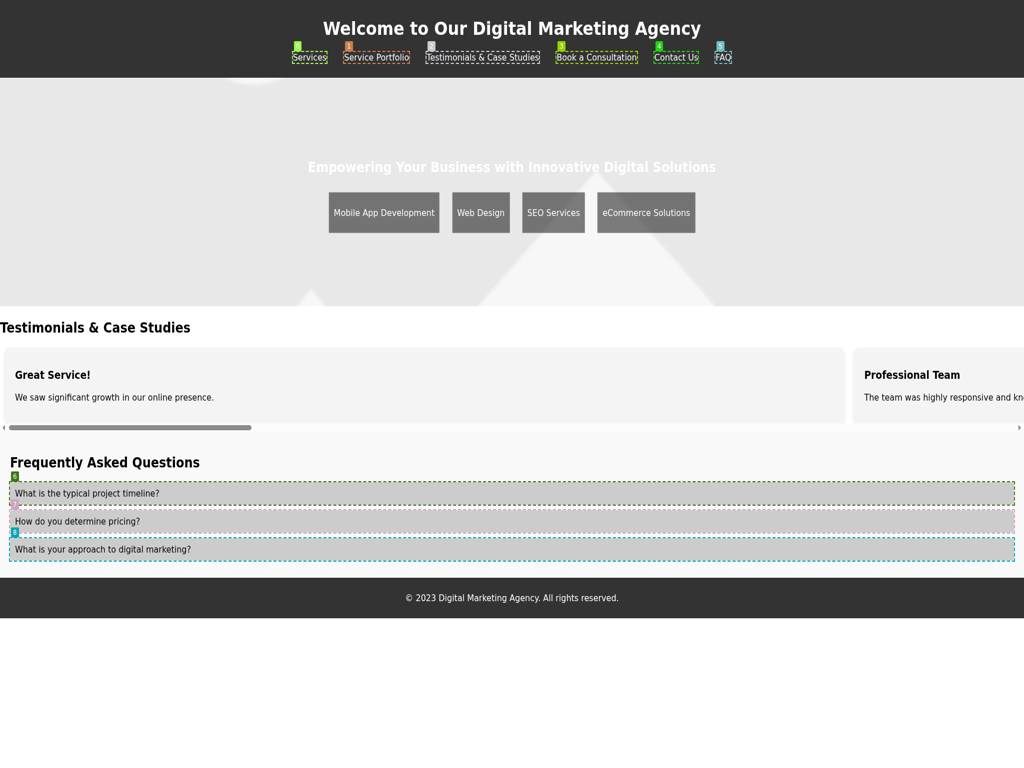 Welcome to Our Digital Marketing Agency
0 1 2 3 4 5
Services Service Portfolio Testimonials & Case Studies Book a Consultation Contact Us FAQ
Empowering Your Business with Innovative Digital Solutions
Mobile App Development Web Design SEO Services eCommerce Solutions
Testimonials & Case Studies
Great Service! Professional Team
We saw significant growth in our online presence. The team was highly responsive and
Frequently Asked Questions
6
What is the typical project timeline?
7
How do you determine pricing?
8
What is your approach to digital marketing?
© 2023 Digital Marketing Agency. All rights reserved.